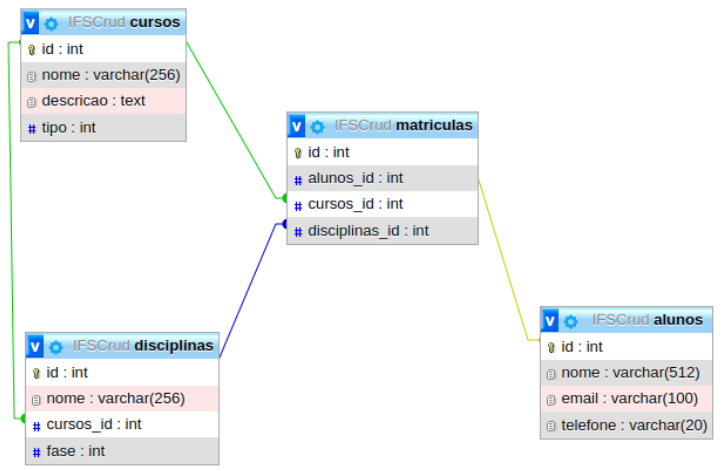 v IFSCrud cursos
id : int
nome : varchar(256)
descricao : text
# tipo : int
v IFSCrud matriculas
id : int
# alunos_id : int
# cursos_id : int
# disciplinas_id : int
v IFSCrud disciplinas
id : int
nome : varchar(256)
# cursos_id : int
# fase : int
v IFSCrud alunos
id : int
nome : varchar(512)
email : varchar(100)
telefone : varchar(20)